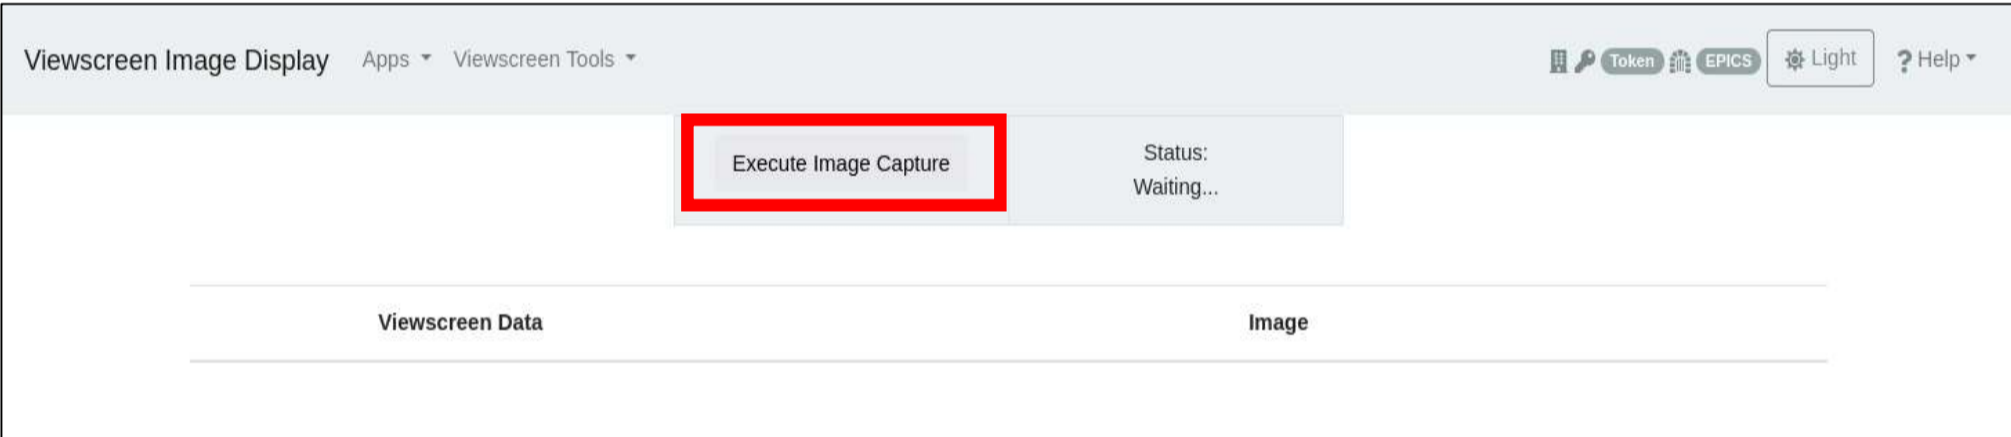 Viewscreen Image Display Apps Viewscreen Tools Token EPICS Light ? Help
Execute Image Capture
Status:
Waiting...
Viewscreen Data Image